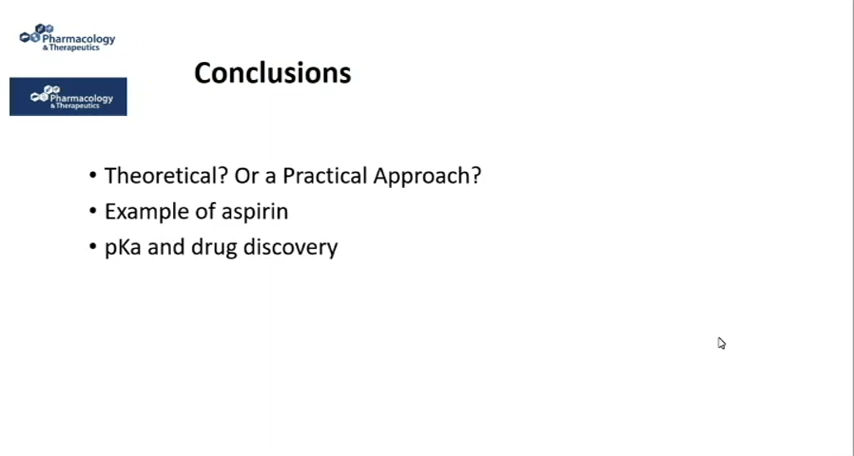 Pharmacology
& Therapeutics
Pharmacology
& Therapeutics
Conclusions
• Theoretical? Or a Practical Approach?
• Example of aspirin
• pKa and drug discovery